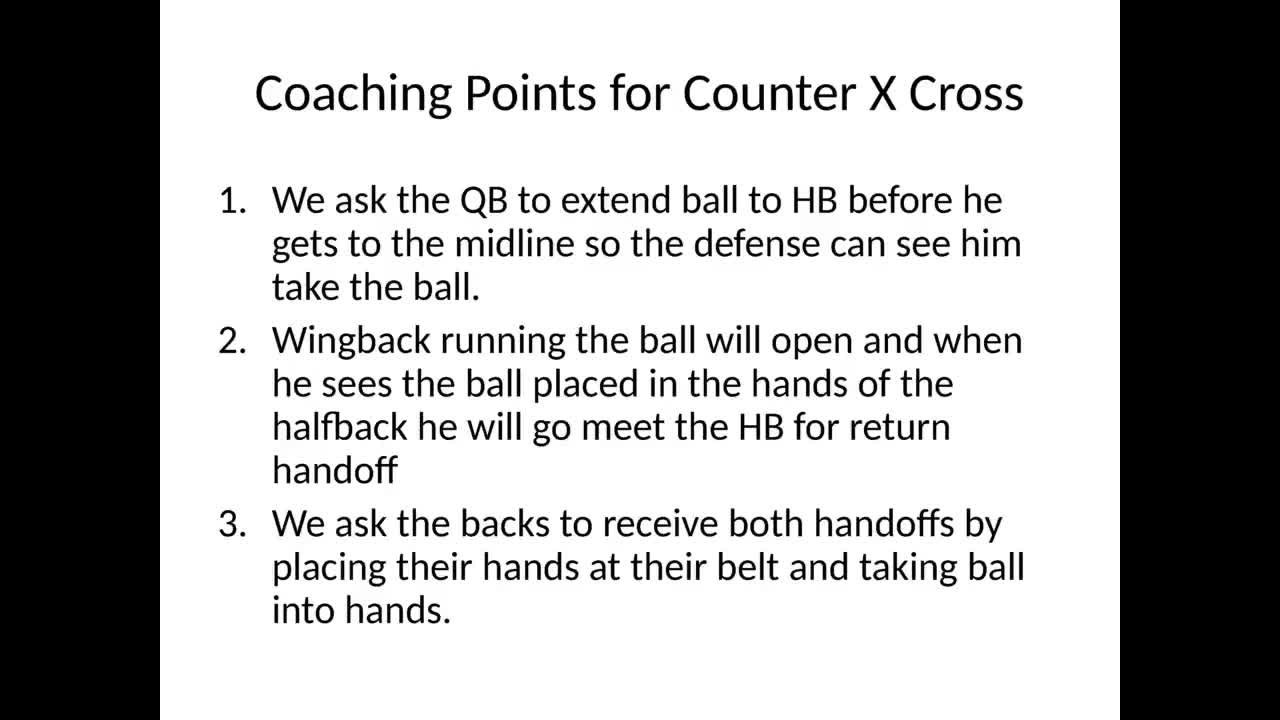 Coaching Points for Counter X Cross
1. We ask the QB to extend ball to HB before he
gets to the midline so the defense can see him
take the ball.
2. Wingback running the ball will open and when
he sees the ball placed in the hands of the
halfback he will go meet the HB for return
handoff
3. We ask the backs to receive both handoffs by
placing their hands at their belt and taking ball
into hands.